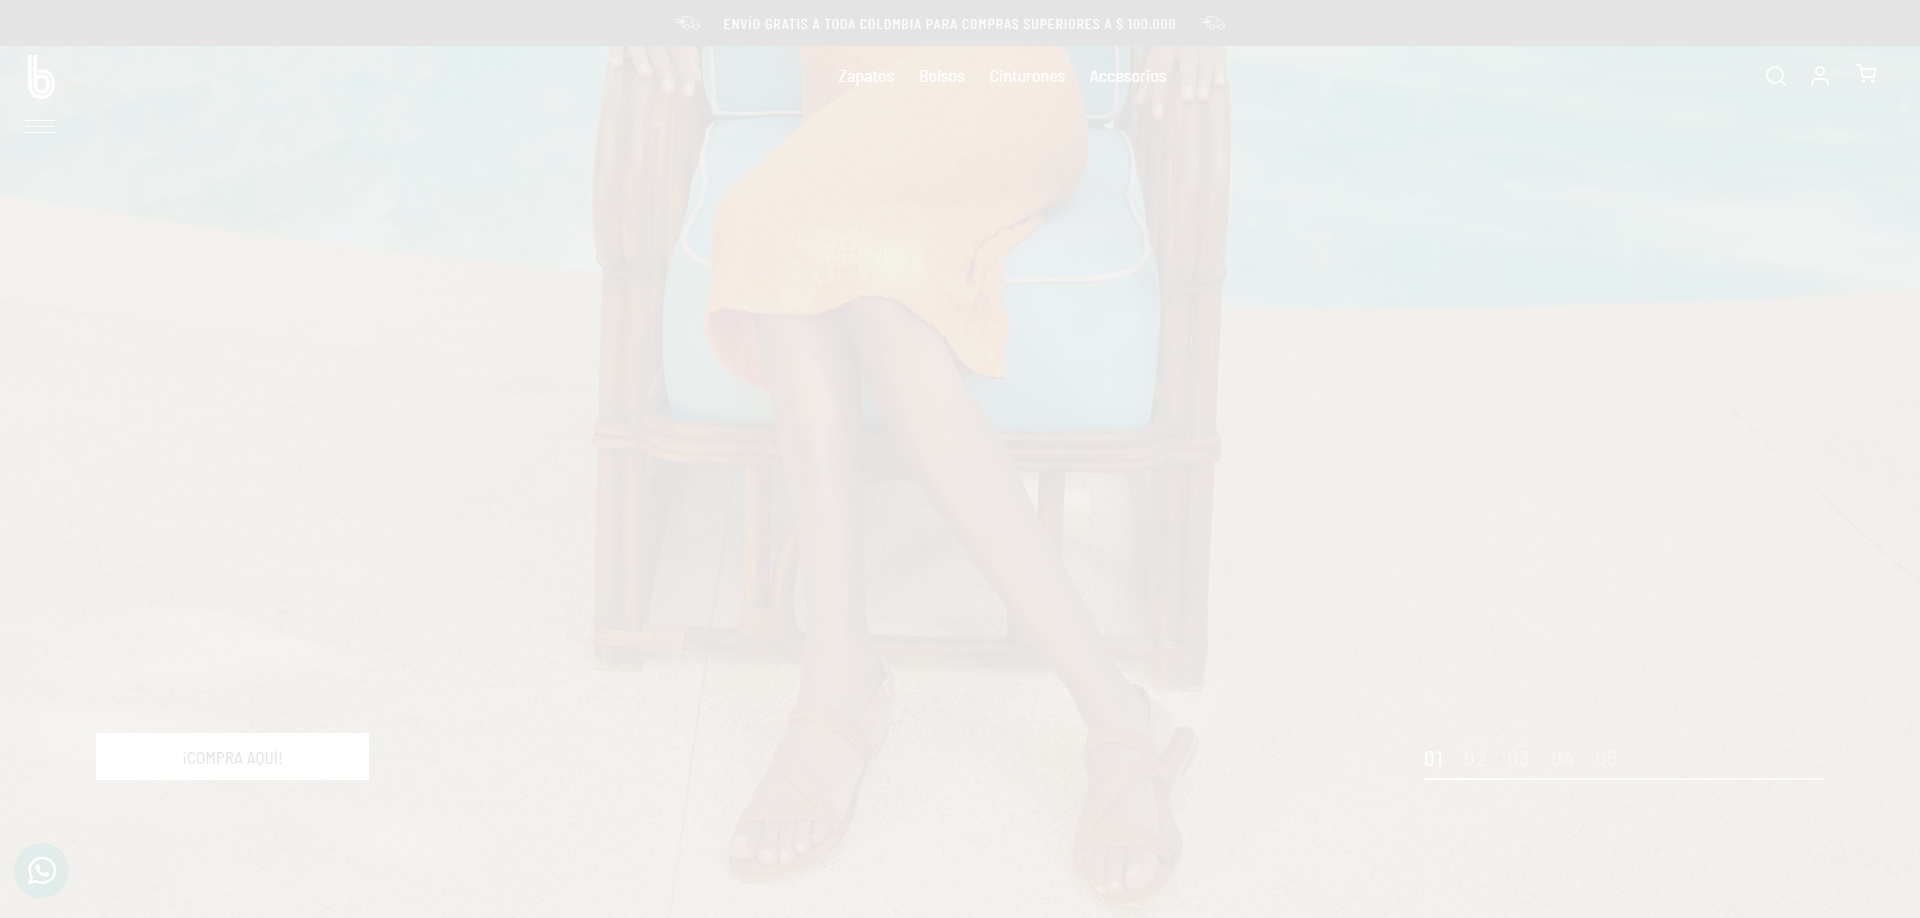 ENVÍO GRATIS A TODA COLOMBIA PARA COMPRAS SUPERIORES A $ 100.000
b
Zapatos Bolsos Cinturones Accesorios
¡COMPRA AQUÍ!
01 02 03 04 05